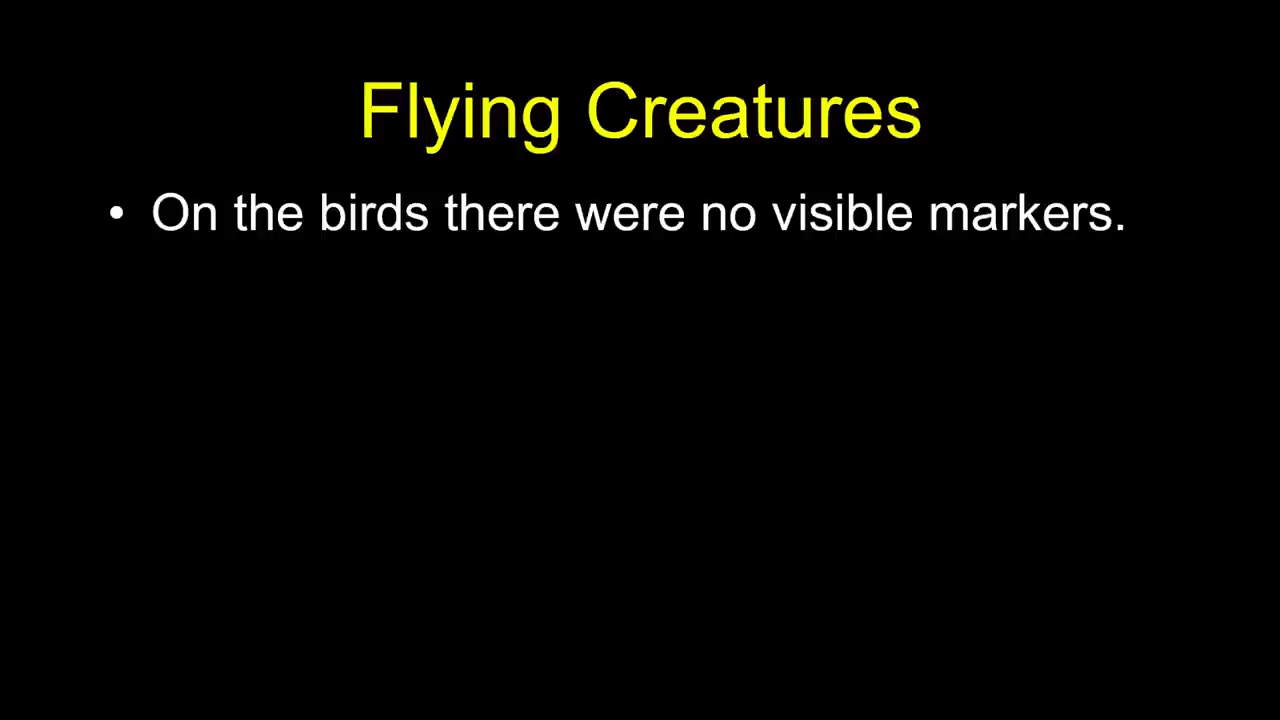 Flying Creatures
• On the birds there were no visible markers.